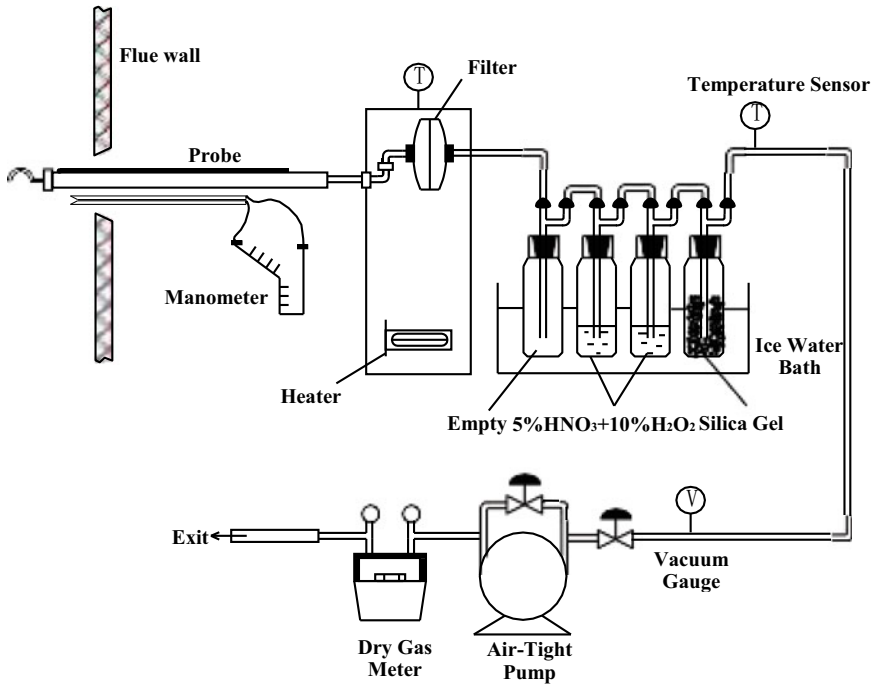 Flue wall
Filter
T
Temperature Sensor
T
Probe
Manometer
Heater
Ice Water
Bath
Empty 5%HNO₃+10%H₂O₂ Silica Gel
V
Exit
Vacuum
Gauge
Dry Gas
Meter
Air-Tight
Pump